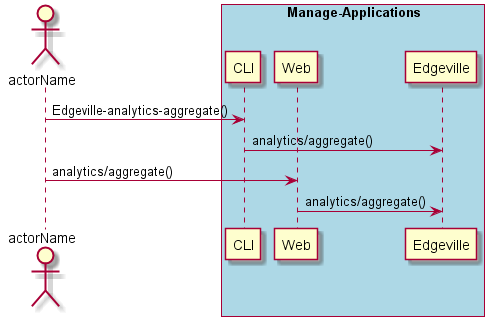 Manage-Applications
actorName
CLI
Web
Edgeville
Edgeville-analytics-aggregate()
analytics/aggregate()
analytics/aggregate()
analytics/aggregate()
actorName
CLI
Web
Edgeville